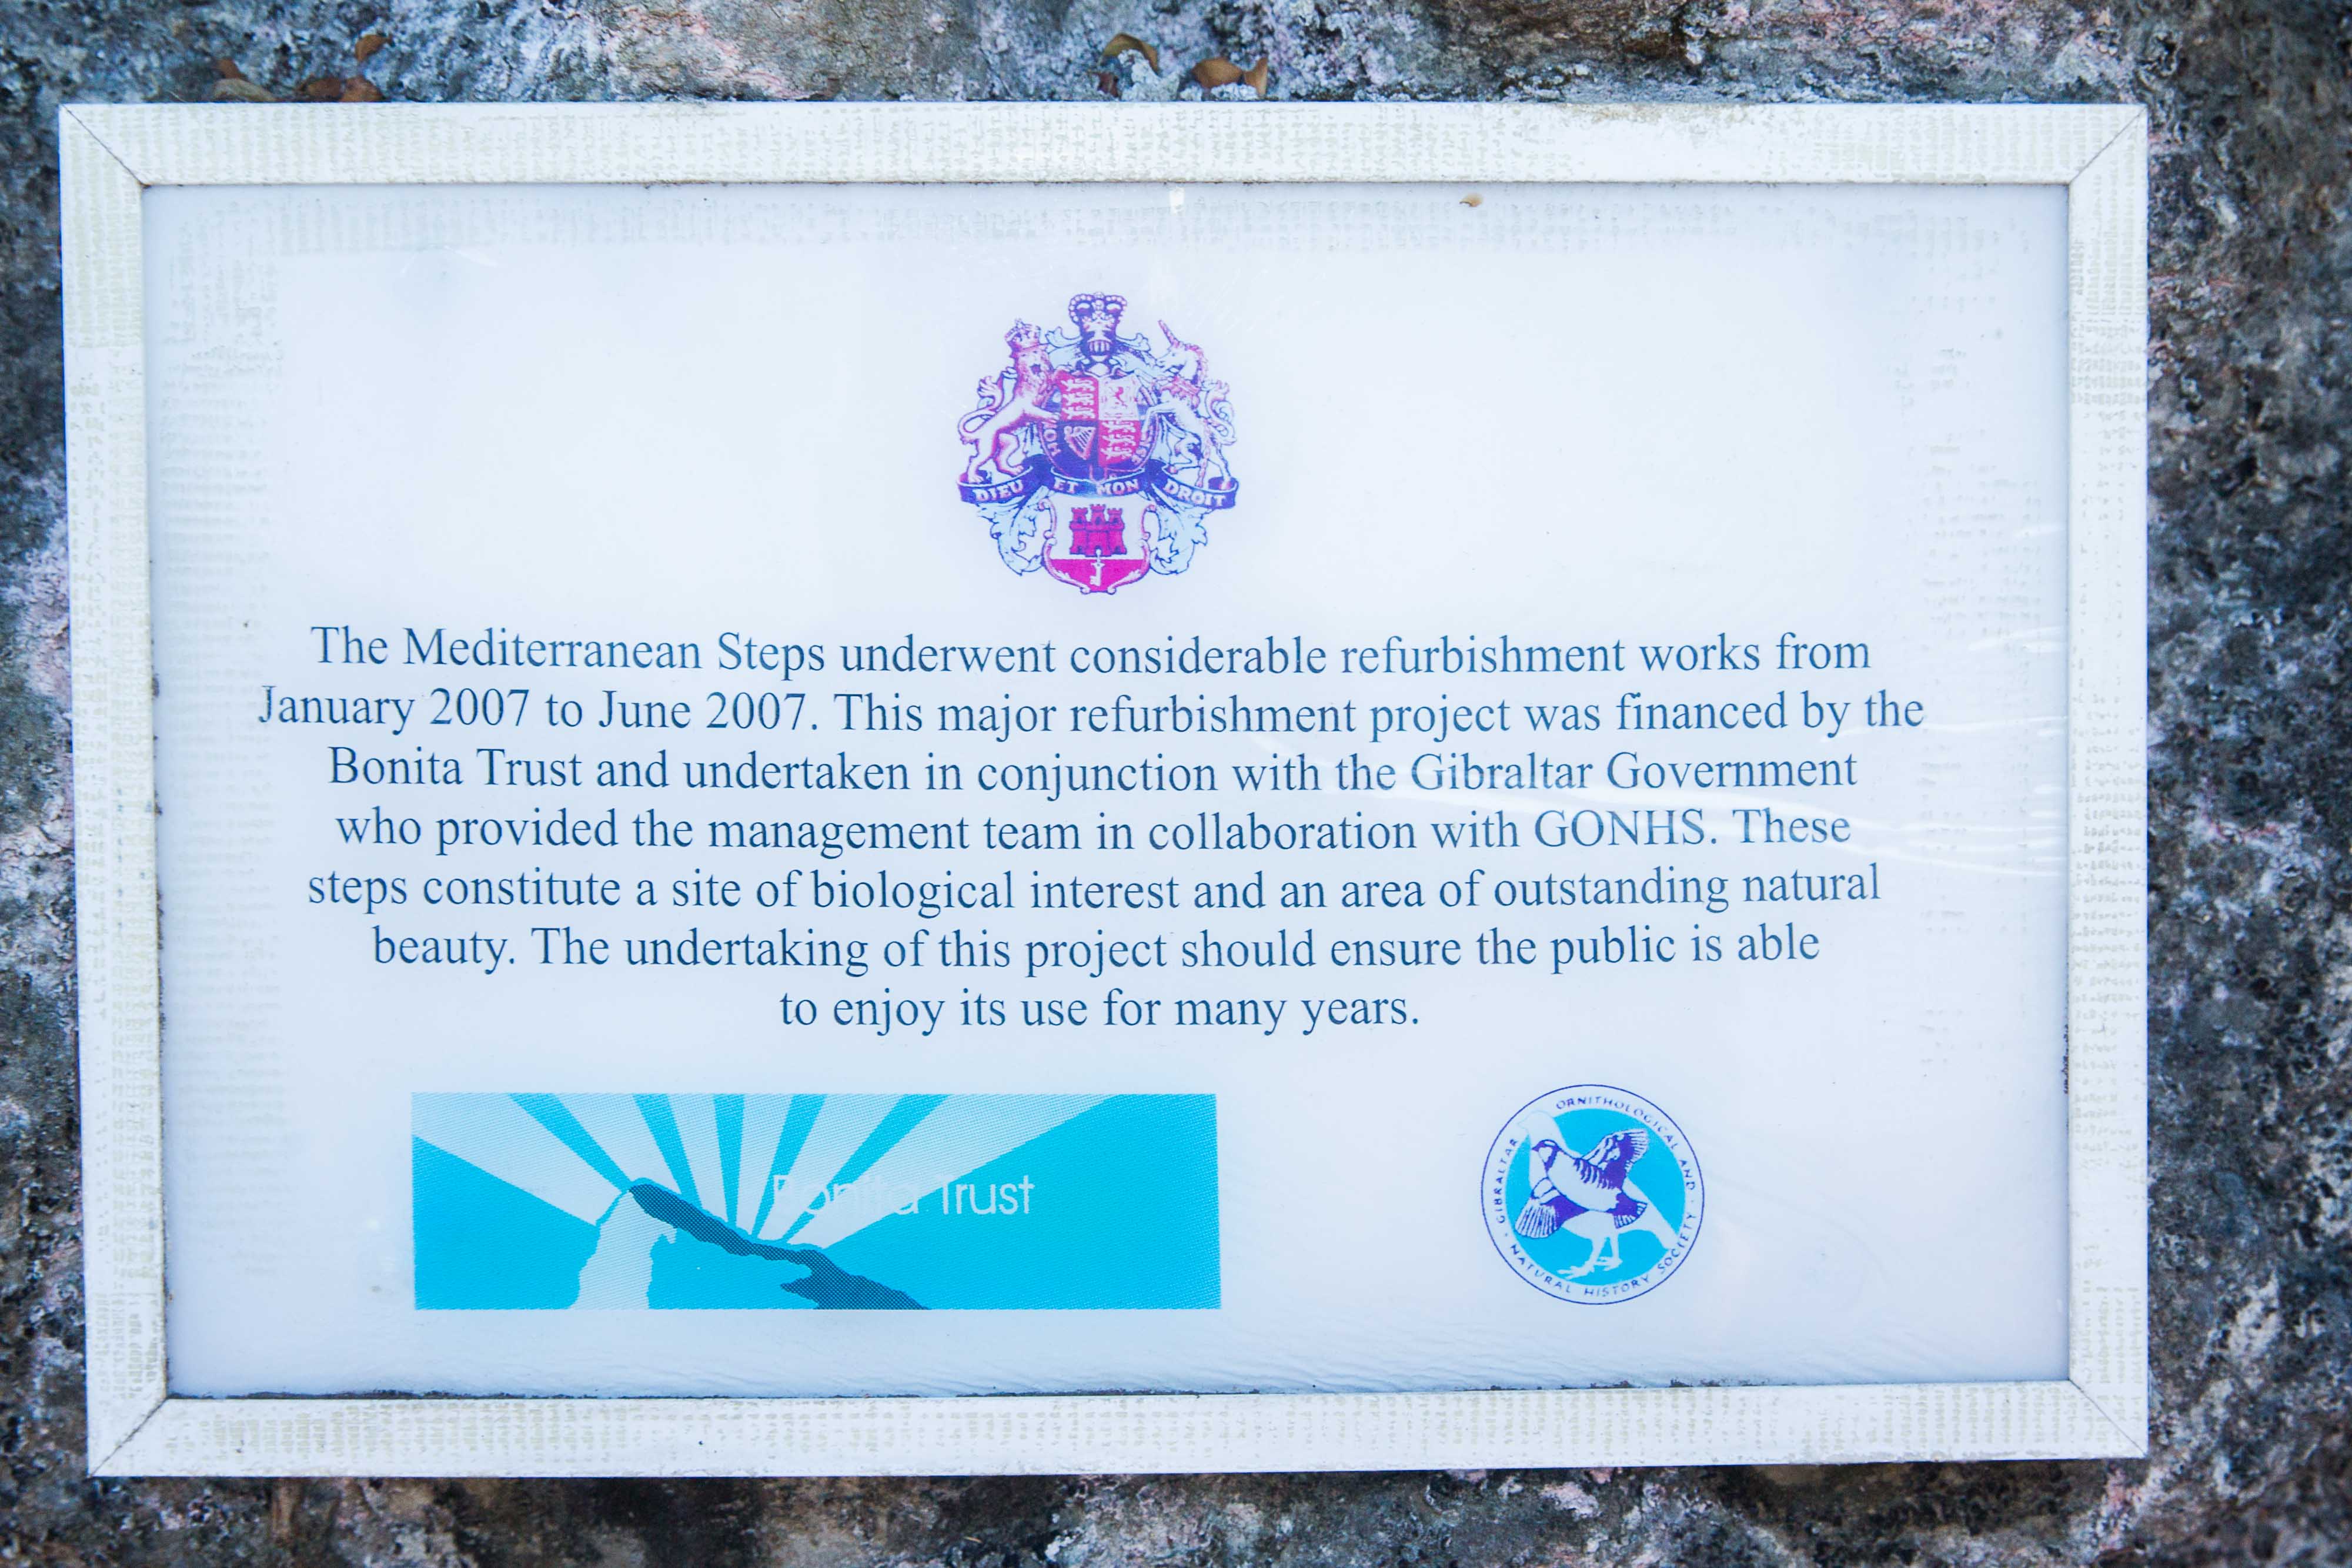 DIEU ET MON DROIT
The Mediterranean Steps underwent considerable refurbishment works from
January 2007 to June 2007. This major refurbishment project was financed by the
Bonita Trust and undertaken in conjunction with the Gibraltar Government
who provided the management team in collaboration with GONHS. These
steps constitute a site of biological interest and an area of outstanding natural
beauty. The undertaking of this project should ensure the public is able
to enjoy its use for many years.
Bonita Trust
GIBRALTAR ORNITHOLOGICAL AND
NATURAL HISTORY SOCIETY